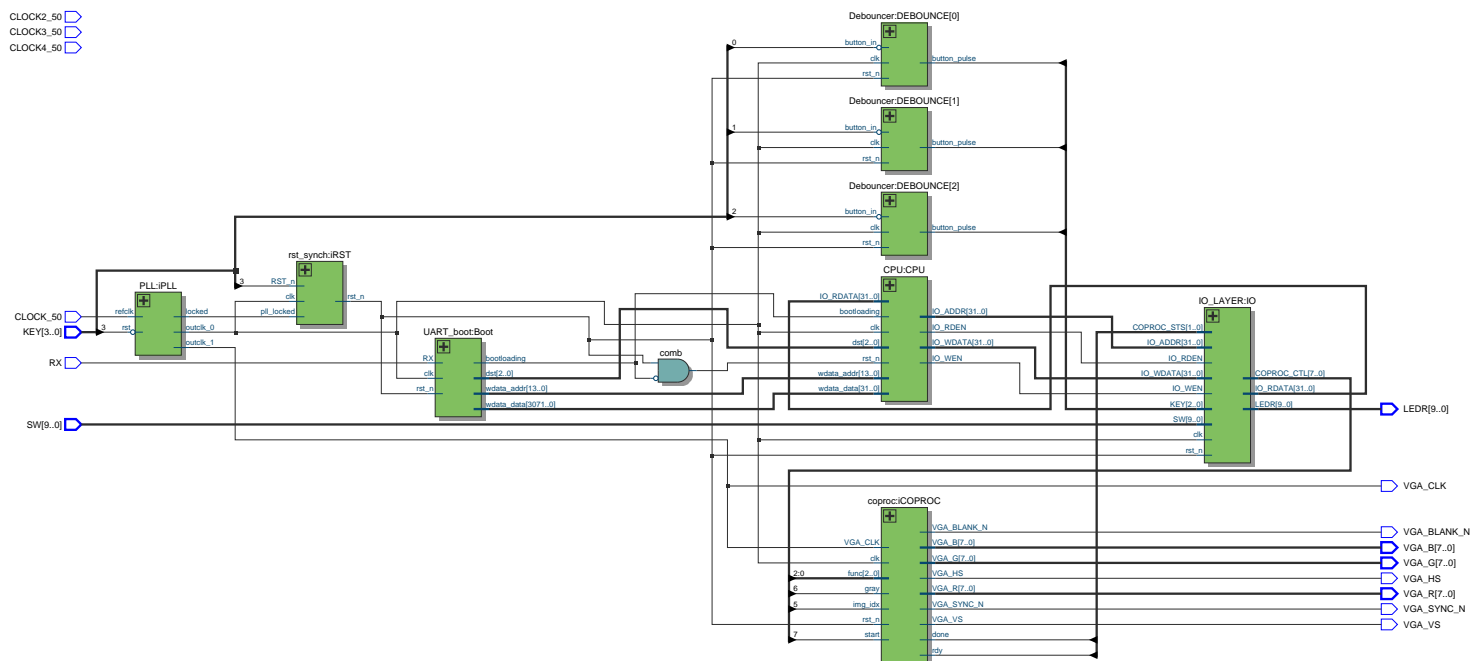 CLOCK2_50
CLOCK3_50
CLOCK4_50
Debouncer:DEBOUNCE[0]
0
button_in
clk
rst_n
button_pulse
Debouncer:DEBOUNCE[1]
1
button_in
clk
rst_n
button_pulse
Debouncer:DEBOUNCE[2]
2
button_in
clk
rst_n
button_pulse
rst_synch:iRST
3
RST_n
clk
pll_locked
rst_n
PLL:iPLL
CLOCK_50
KEY[3..0]
3
refclk
rst
locked
outclk_0
outclk_1
RX
SW[9..0]
UART_boot:Boot
RX
clk
rst_n
bootloading
dst[2..0]
wdata_addr[13..0]
wdata_data[3071..0]
comb
CPU:CPU
IO_RDATA[31..0]
bootloading
clk
dst[2..0]
rst_n
wdata_addr[13..0]
wdata_data[31..0]
IO_ADDR[31..0]
IO_RDEN
IO_WDATA[31..0]
IO_WEN
IO_LAYER:IO
COPROC_STS[1..0]
IO_ADDR[31..0]
IO_RDEN
IO_WDATA[31..0]
IO_WEN
KEY[2..0]
SW[9..0]
clk
rst_n
COPROC_CTL[7..0]
IO_RDATA[31..0]
LEDR[9..0]
LEDR[9..0]
VGA_CLK
coproc:iCOPROC
VGA_CLK
clk
2:0
func[2..0]
6
gray
5
img_idx
rst_n
7
start
VGA_BLANK_N
VGA_B[7..0]
VGA_G[7..0]
VGA_HS
VGA_R[7..0]
VGA_SYNC_N
VGA_VS
done
rdy
VGA_BLANK_N
VGA_B[7..0]
VGA_G[7..0]
VGA_HS
VGA_R[7..0]
VGA_SYNC_N
VGA_VS